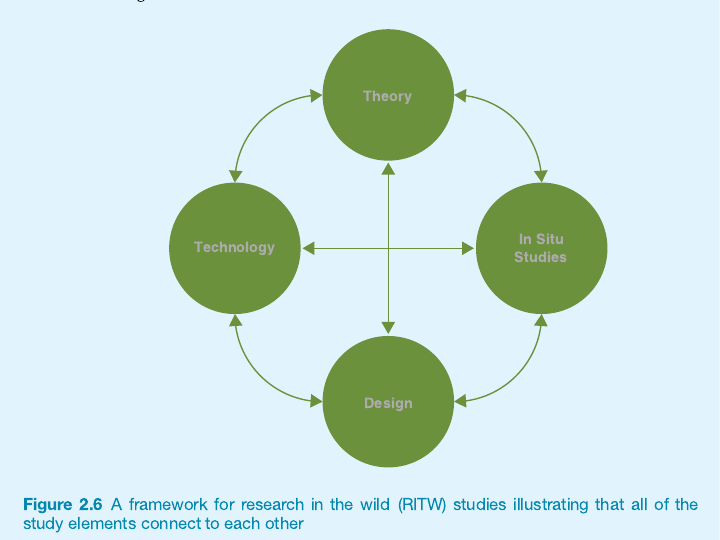 Theory
Technology
In Situ
Studies
Design
Figure 2.6 A framework for research in the wild (RITW) studies illustrating that all of the
study elements connect to each other